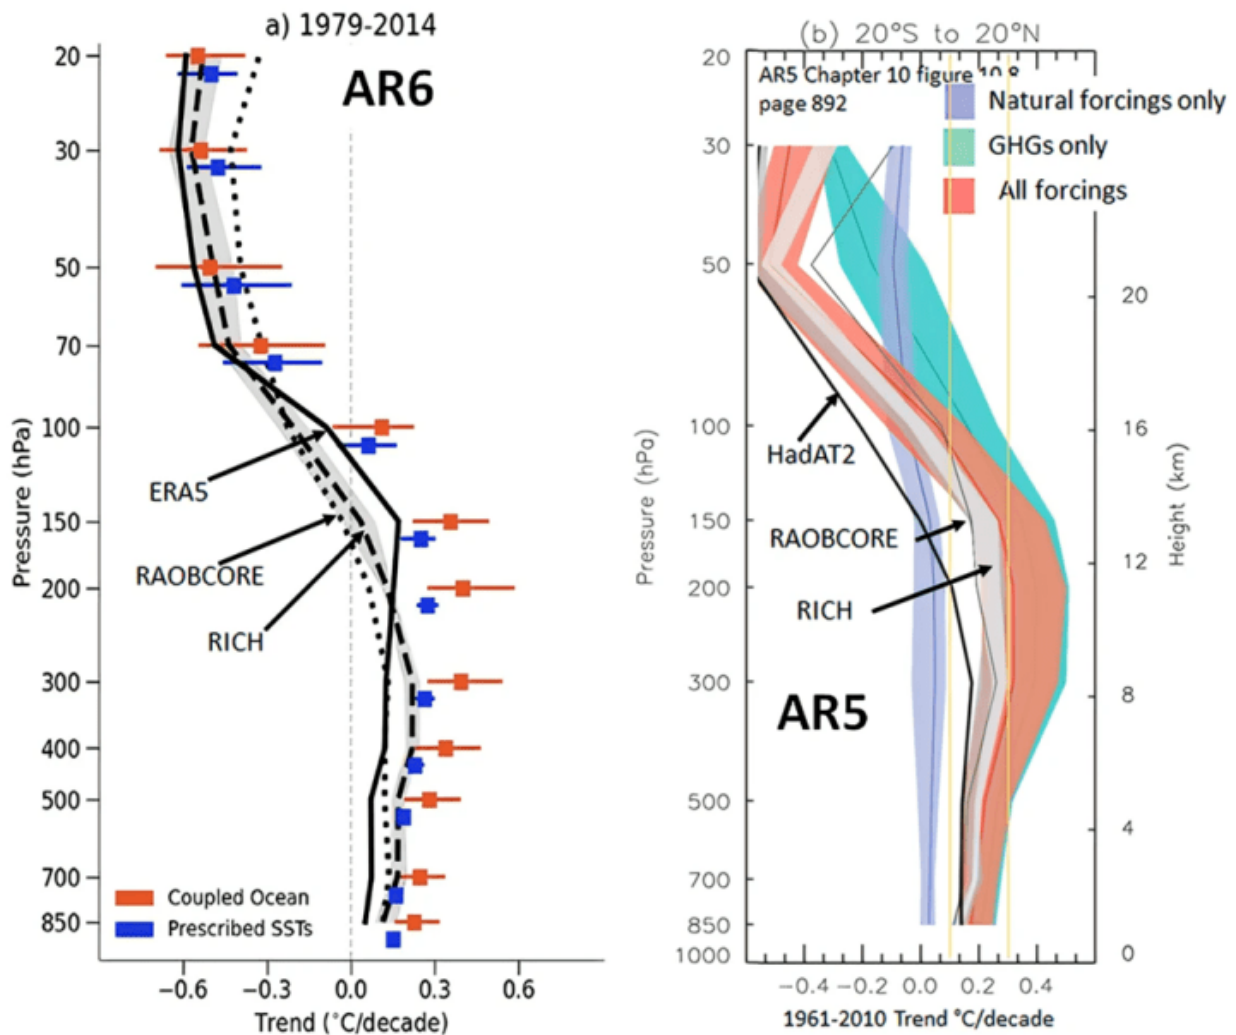 a) 1979-2014
AR6
20
30
50
70
100
150
200
300
400
500
700
850
Pressure (hPa)
ERA5
RAOBCORE
RICH
Coupled Ocean
Prescribed SSTs
−0.6 −0.3 0.0 0.3 0.6
Trend (°C/decade)
(b) 20°S to 20°N
AR5 Chapter 10 figure 10.8
page 892
Natural forcings only
GHGs only
All forcings
20
30
50
100
150
200
300
500
700
850
1000
Pressure (hPa)
HadAT2
RAOBCORE
RICH
AR5
20
16
12
8
4
0
Height (km)
−0.4 −0.2 0.0 0.2 0.4
1961-2010 Trend °C/decade